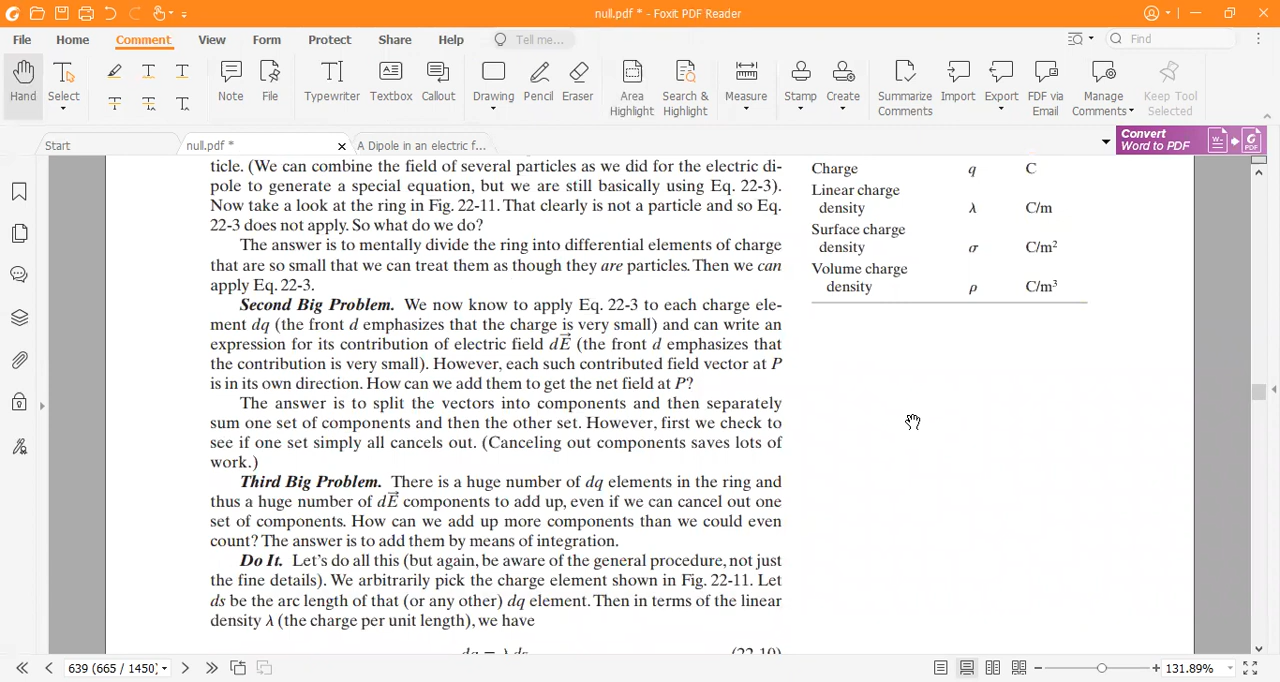 null.pdf * - Foxit PDF Reader
File Home Comment View Form Protect Share Help Tell me... Find
Hand Select Note File Typewriter Textbox Callout Drawing Pencil Eraser Area Highlight Search & Highlight Measure Stamp Create Summarize Comments Import Export PDF via Email Manage Comments Keep Tool Selected
Start null.pdf * A Dipole in an electric f... Convert Word to PDF
ticle. (We can combine the field of several particles as we did for the electric di-
pole to generate a special equation, but we are still basically using Eq. 22-3).
Now take a look at the ring in Fig. 22-11. That clearly is not a particle and so Eq.
22-3 does not apply. So what do we do?
The answer is to mentally divide the ring into differential elements of charge
that are so small that we can treat them as though they are particles. Then we can
apply Eq. 22-3.
Second Big Problem. We now know to apply Eq. 22-3 to each charge ele-
ment dq (the front d emphasizes that the charge is very small) and can write an
expression for its contribution of electric field dE⃗ (the front d emphasizes that
the contribution is very small). However, each such contributed field vector at P
is in its own direction. How can we add them to get the net field at P?
The answer is to split the vectors into components and then separately
sum one set of components and then the other set. However, first we check to
see if one set simply all cancels out. (Canceling out components saves lots of
work.)
Third Big Problem. There is a huge number of dq elements in the ring and
thus a huge number of dE⃗ components to add up, even if we can cancel out one
set of components. How can we add up more components than we could even
count? The answer is to add them by means of integration.
Do It. Let's do all this (but again, be aware of the general procedure, not just
the fine details). We arbitrarily pick the charge element shown in Fig. 22-11. Let
ds be the arc length of that (or any other) dq element. Then in terms of the linear
density λ (the charge per unit length), we have
dq = λ ds (22-10)
Charge q C
Linear charge
density λ C/m
Surface charge
density σ C/m²
Volume charge
density ρ C/m³
639 (665 / 1450) 131.89%